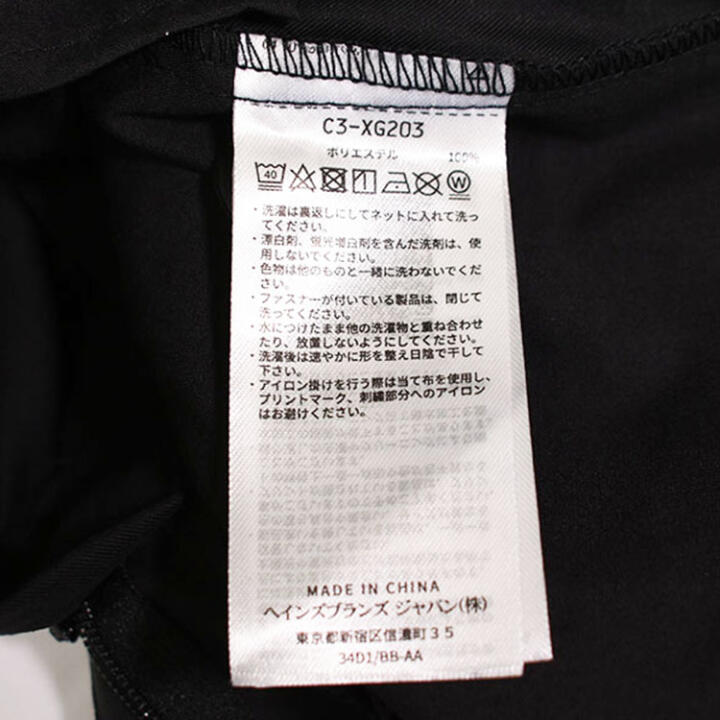 C3-XG203
ポリエステル 100%
40 W
・洗濯は裏返しにしてネットに入れて洗っ
てください。
・漂白剤、蛍光増白剤を含んだ洗剤は、使
用しないでください。
・色物は他のものと一緒に洗わないでくだ
さい。
・ファスナーが付いている製品は、閉じて
洗ってください。
・水につけたまま他の洗濯物と重ね合わせ
たり、放置しないようにしてください。
・洗濯後は速やかに形を整え日陰で干して
下さい。
・アイロン掛けを行う際は当て布を使用し、
プリントマーク、刺繍部分へのアイロン
はお避けください。
MADE IN CHINA
ヘインズブランズ ジャパン(株)
東京都新宿区信濃町35
34D1/BB-AA